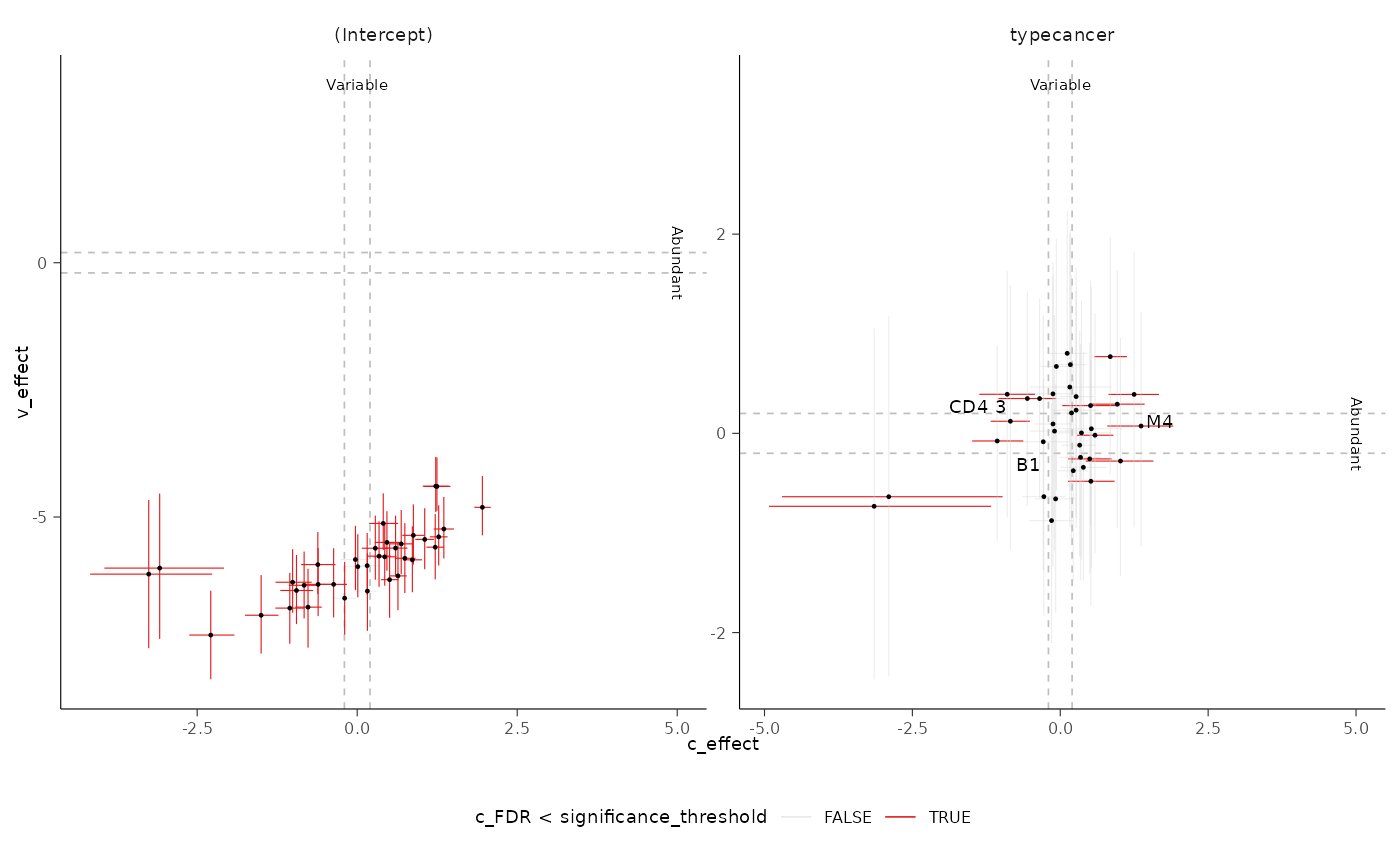 (Intercept)
typecancer
Variable
Variable
Abundant
Abundant
v_effect
0
-5
2
0
-2
CD4 3
M4
B1
-2.5
0.0
2.5
5.0
-5.0
-2.5
0.0
2.5
5.0
c_effect
c_FDR < significance_threshold
FALSE
TRUE